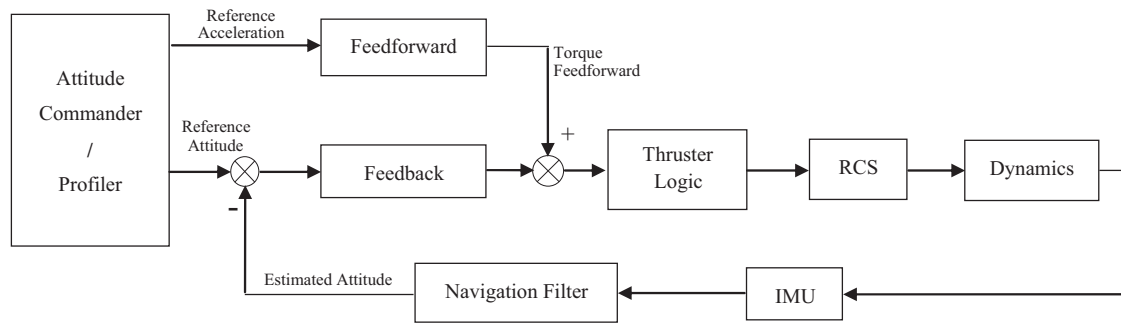 Reference
Acceleration
Feedforward
Torque
Feedforward
Attitude
Commander
/
Profiler
Reference
Attitude
+
Feedback
Thruster
Logic
RCS
Dynamics
-
Estimated Attitude
Navigation Filter
IMU